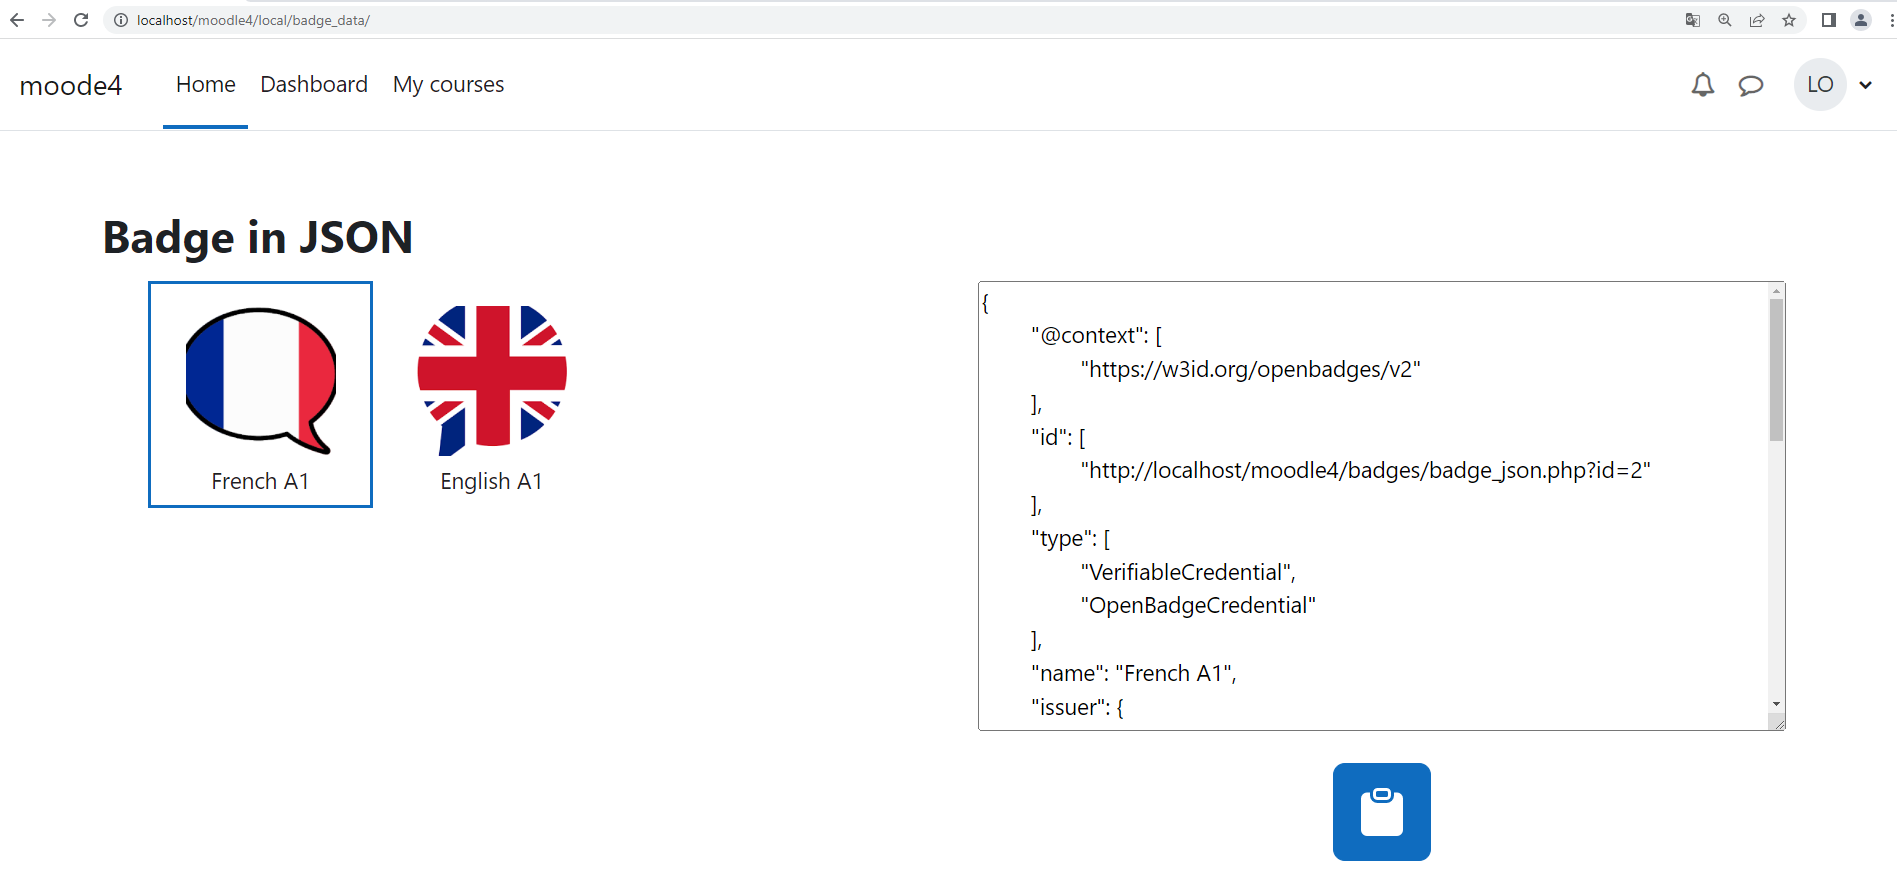 localhost/moodle4/local/badge_data/
moode4 Home Dashboard My courses LO
Badge in JSON
French A1
English A1
{
"@context": [
"https://w3id.org/openbadges/v2"
],
"id": [
"http://localhost/moodle4/badges/badge_json.php?id=2"
],
"type": [
"VerifiableCredential",
"OpenBadgeCredential"
],
"name": "French A1",
"issuer": {